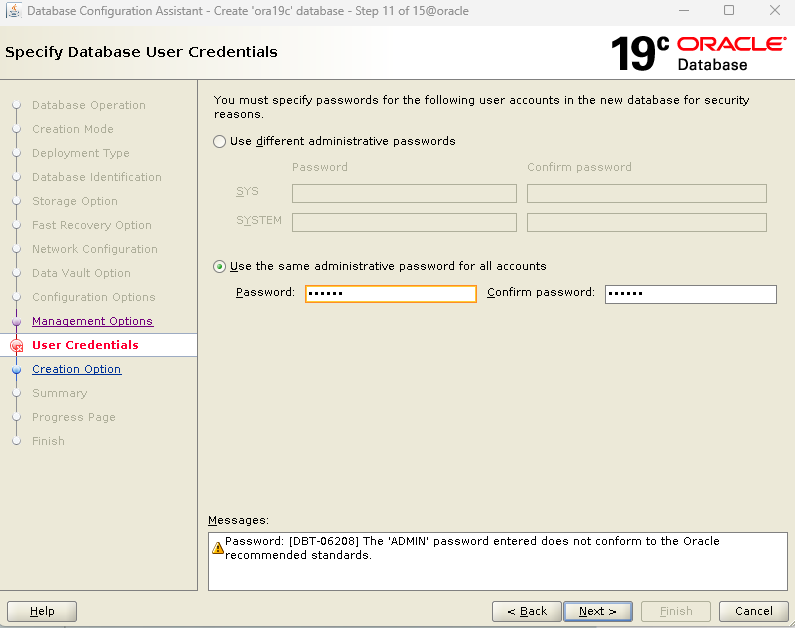 Database Configuration Assistant - Create 'ora19c' database - Step 11 of 15@oracle
Specify Database User Credentials
19c ORACLE
Database
Database Operation
Creation Mode
Deployment Type
Database Identification
Storage Option
Fast Recovery Option
Network Configuration
Data Vault Option
Configuration Options
Management Options
User Credentials
Creation Option
Summary
Progress Page
Finish
You must specify passwords for the following user accounts in the new database for security
reasons.
Use different administrative passwords
Password Confirm password
SYS
SYSTEM
Use the same administrative password for all accounts
Password: •••••• Confirm password: ••••••
Messages:
Password: [DBT-06208] The 'ADMIN' password entered does not conform to the Oracle
recommended standards.
Help < Back Next > Finish Cancel